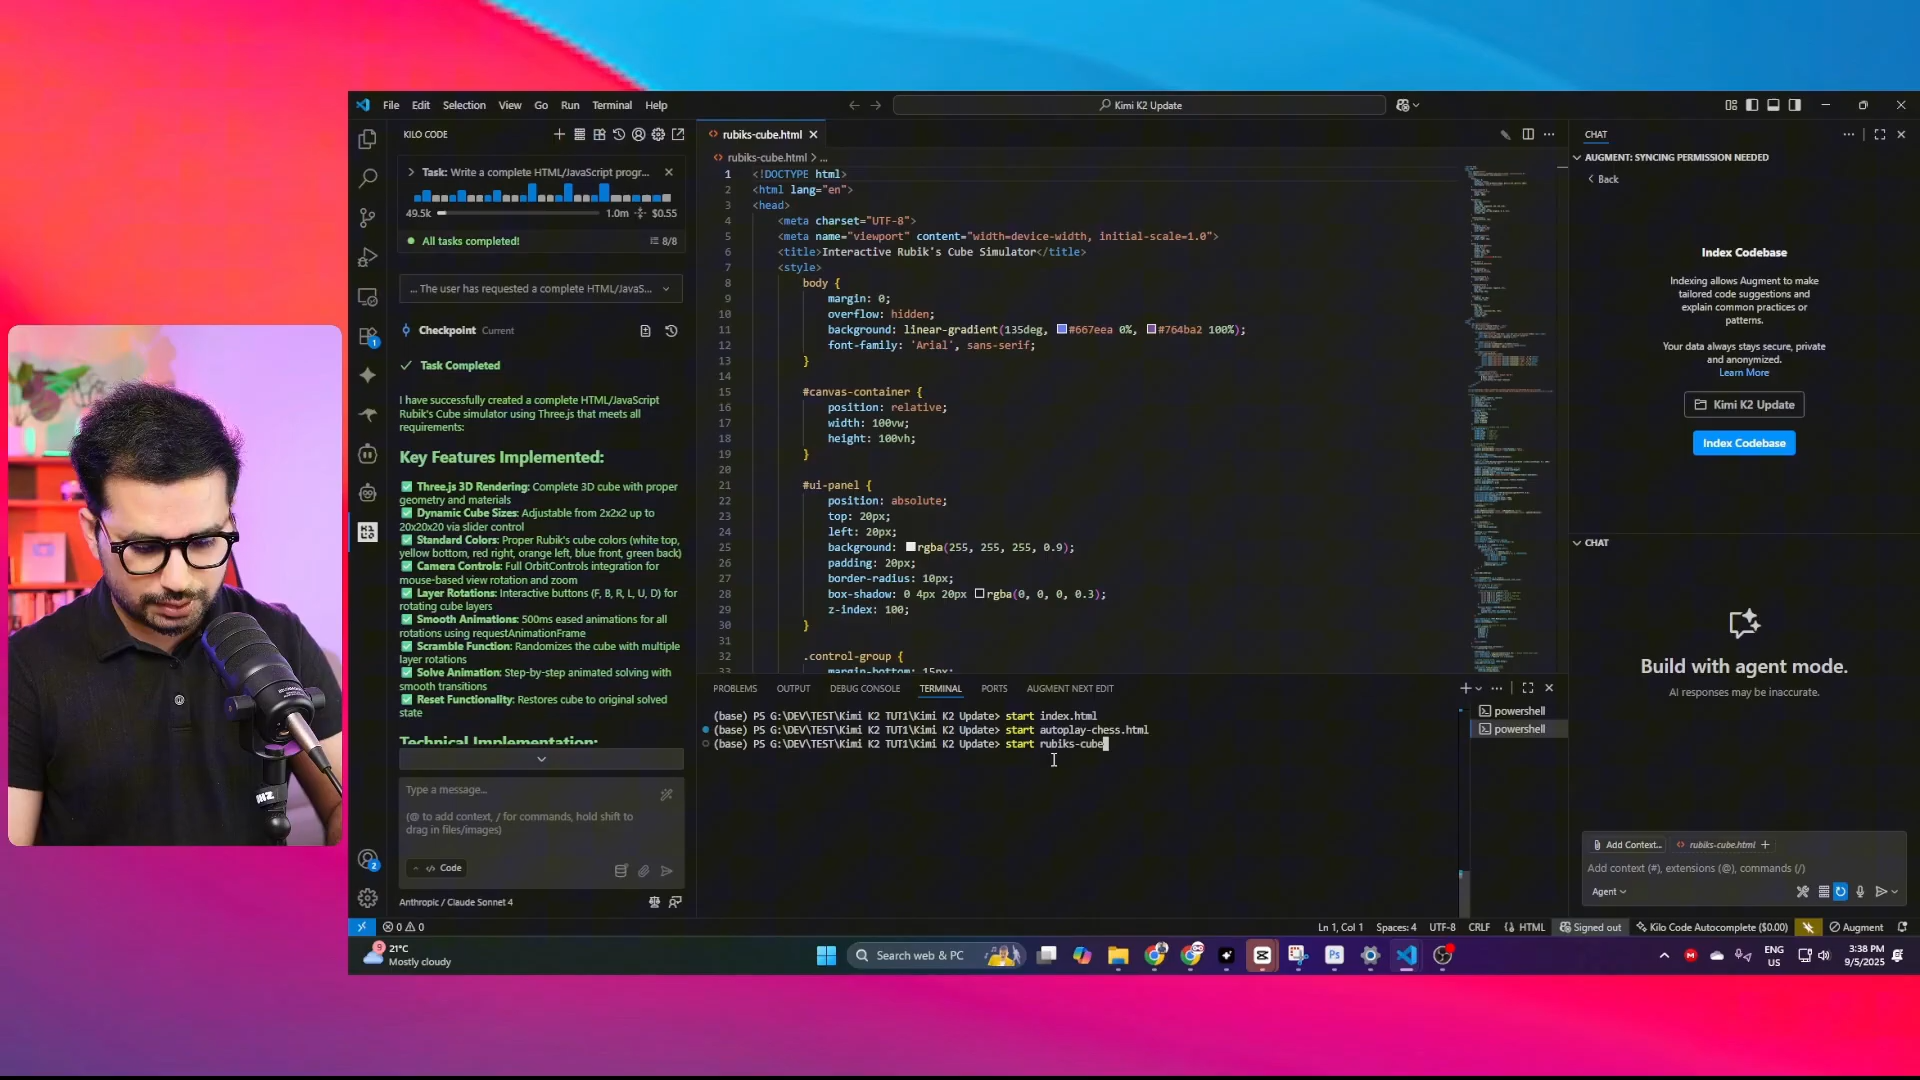 File Edit Selection View Go Run Terminal Help
Kimi K2 Update
KILO CODE
Task: Write a complete HTML/JavaScript progr...
49.5k 1.0m $0.55
All tasks completed! 8/8
... The user has requested a complete HTML/JavaS...
Checkpoint Current
Task Completed
I have successfully created a complete HTML/JavaScript
Rubik's Cube simulator using Three.js that meets all
requirements:
Key Features Implemented:
Three.js 3D Rendering: Complete 3D cube with proper
geometry and materials
Dynamic Cube Sizes: Adjustable from 2x2x2 up to
20x20x20 via slider control
Standard Colors: Proper Rubik's cube colors (white top,
yellow bottom, red right, orange left, blue front, green back)
Camera Controls: Full OrbitControls integration for
mouse-based view rotation and zoom
Layer Rotations: Interactive buttons (F, B, R, L, U, D) for
rotating cube layers
Smooth Animations: 500ms eased animations for all
rotations using requestAnimationFrame
Scramble Function: Randomizes the cube with multiple
layer rotations
Solve Animation: Step-by-step animated solving with
smooth transitions
Reset Functionality: Restores cube to original solved
state
Technical Implementation:
Type a message...
(@ to add context, / for commands, hold shift to
drag in files/images)
Code
Anthropic / Claude Sonnet 4
rubiks-cube.html
rubiks-cube.html > ...
1 <!DOCTYPE html>
2 <html lang="en">
3 <head>
4 <meta charset="UTF-8">
5 <meta name="viewport" content="width=device-width, initial-scale=1.0">
6 <title>Interactive Rubik's Cube Simulator</title>
7 <style>
8 body {
9 margin: 0;
10 overflow: hidden;
11 background: linear-gradient(135deg, #667eea 0%, #764ba2 100%);
12 font-family: 'Arial', sans-serif;
13 }
14
15 #canvas-container {
16 position: relative;
17 width: 100vw;
18 height: 100vh;
19 }
20
21 #ui-panel {
22 position: absolute;
23 top: 20px;
24 left: 20px;
25 background: rgba(255, 255, 255, 0.9);
26 padding: 20px;
27 border-radius: 10px;
28 box-shadow: 0 4px 20px rgba(0, 0, 0, 0.3);
29 z-index: 100;
30 }
31
32 .control-group {
33 margin-bottom: 15px;
PROBLEMS OUTPUT DEBUG CONSOLE TERMINAL PORTS AUGMENT NEXT EDIT
(base) PS G:\DEV\TEST\Kimi K2 TUT1\Kimi K2 Update> start index.html
(base) PS G:\DEV\TEST\Kimi K2 TUT1\Kimi K2 Update> start autoplay-chess.html
(base) PS G:\DEV\TEST\Kimi K2 TUT1\Kimi K2 Update> start rubiks-cube
powershell
powershell
CHAT
AUGMENT: SYNCING PERMISSION NEEDED
Back
Index Codebase
Indexing allows Augment to make
tailored code suggestions and
explain common practices or
patterns.
Your data always stays secure, private
and anonymized.
Learn More
Kimi K2 Update
Index Codebase
CHAT
Build with agent mode.
AI responses may be inaccurate.
Add Context... rubiks-cube.html
Add context (#), extensions (@), commands (/)
Agent
0 0
Ln 1, Col 1 Spaces: 4 UTF-8 CRLF HTML Signed out Kilo Code Autocomplete ($0.00) Augment
21°C
Mostly cloudy
Search web & PC
ENG
US
3:38 PM
9/5/2025